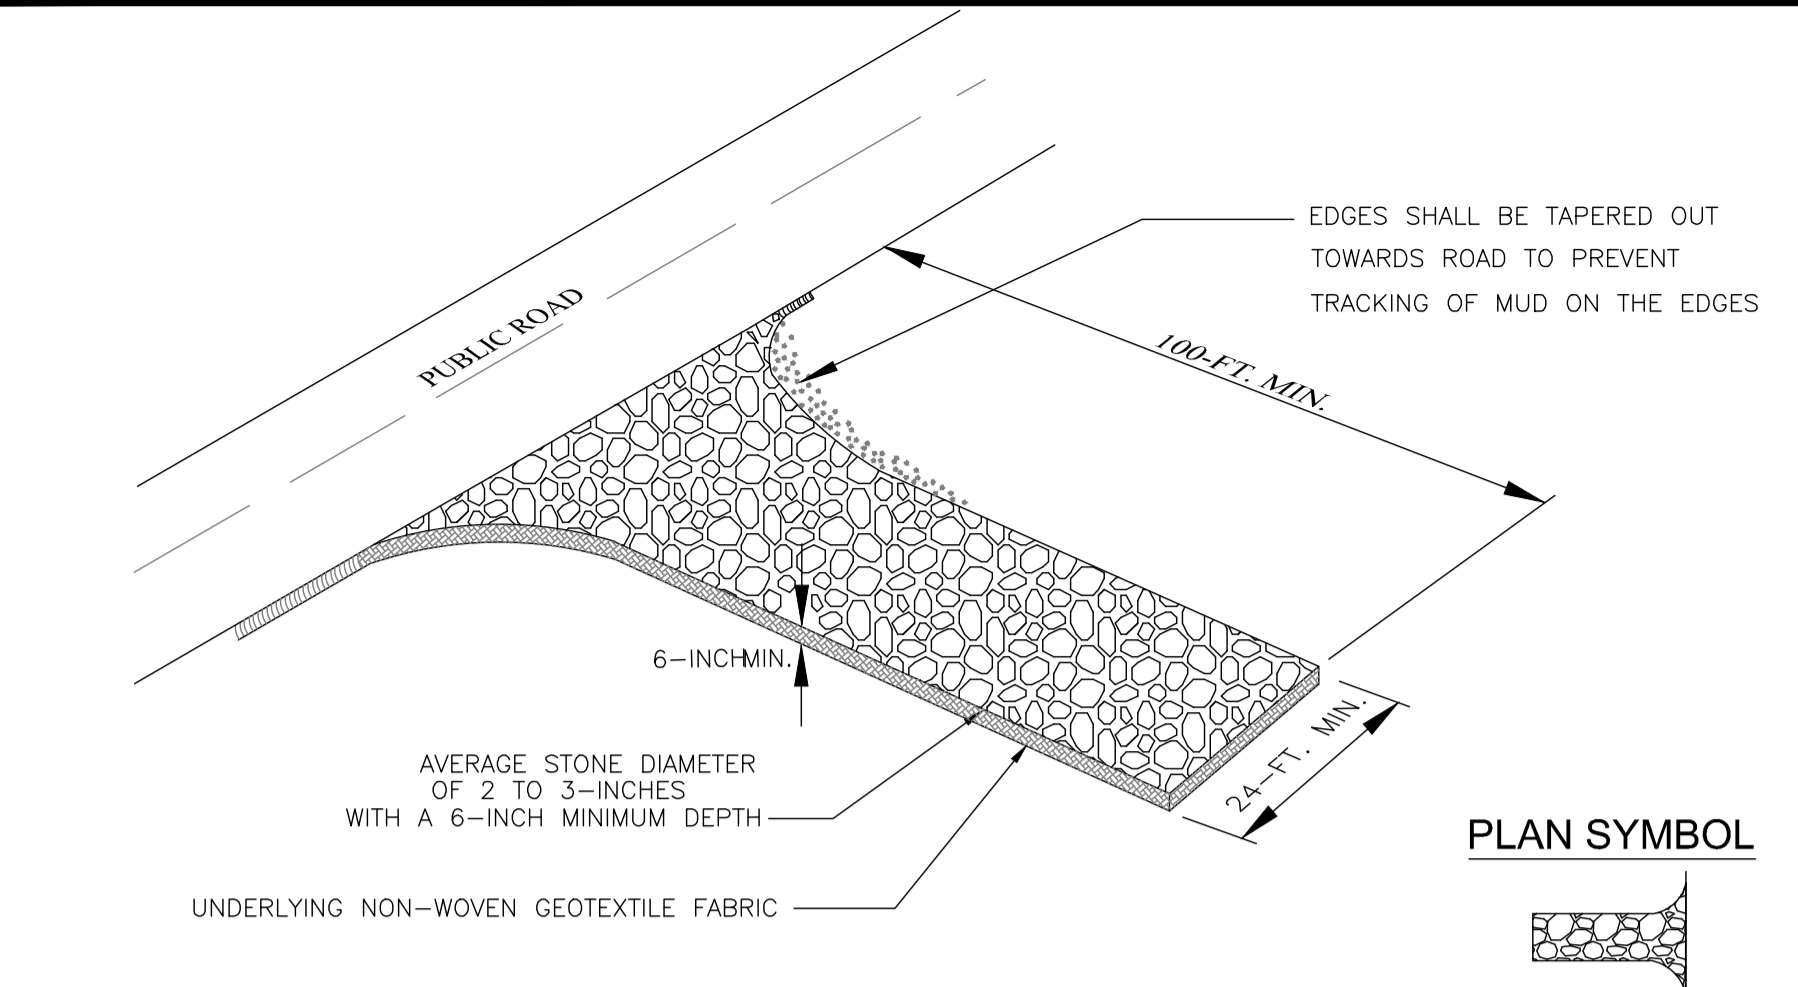 EDGES SHALL BE TAPERED OUT
TOWARDS ROAD TO PREVENT
TRACKING OF MUD ON THE EDGES
PUBLIC ROAD
100-FT. MIN.
6-INCH MIN.
24-FT. MIN.
AVERAGE STONE DIAMETER
OF 2 TO 3-INCHES
WITH A 6-INCH MINIMUM DEPTH
UNDERLYING NON-WOVEN GEOTEXTILE FABRIC
PLAN SYMBOL